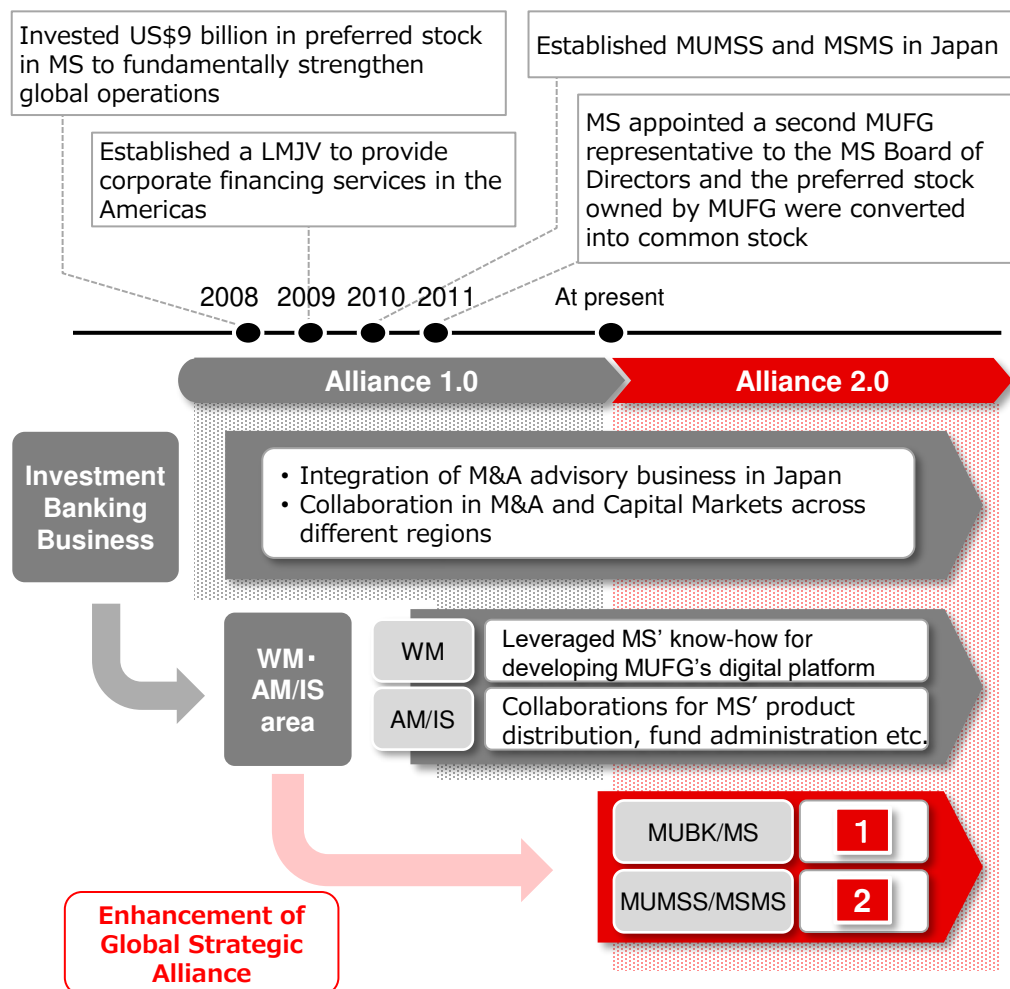 Invested US$9 billion in preferred stock
in MS to fundamentally strengthen
global operations
Established MUMSS and MSMS in Japan
Established a LMJV to provide
corporate financing services in the
Americas
MS appointed a second MUFG
representative to the MS Board of
Directors and the preferred stock
owned by MUFG were converted
into common stock
2008 2009 2010 2011 At present
Alliance 1.0 Alliance 2.0
Investment
Banking
Business
・ Integration of M&A advisory business in Japan
・ Collaboration in M&A and Capital Markets across
different regions
WM・
AM/IS
area
WM
Leveraged MS’ know-how for
developing MUFG’s digital platform
AM/IS
Collaborations for MS’ product
distribution, fund administration etc.
MUBK/MS 1
MUMSS/MSMS 2
Enhancement of
Global Strategic
Alliance